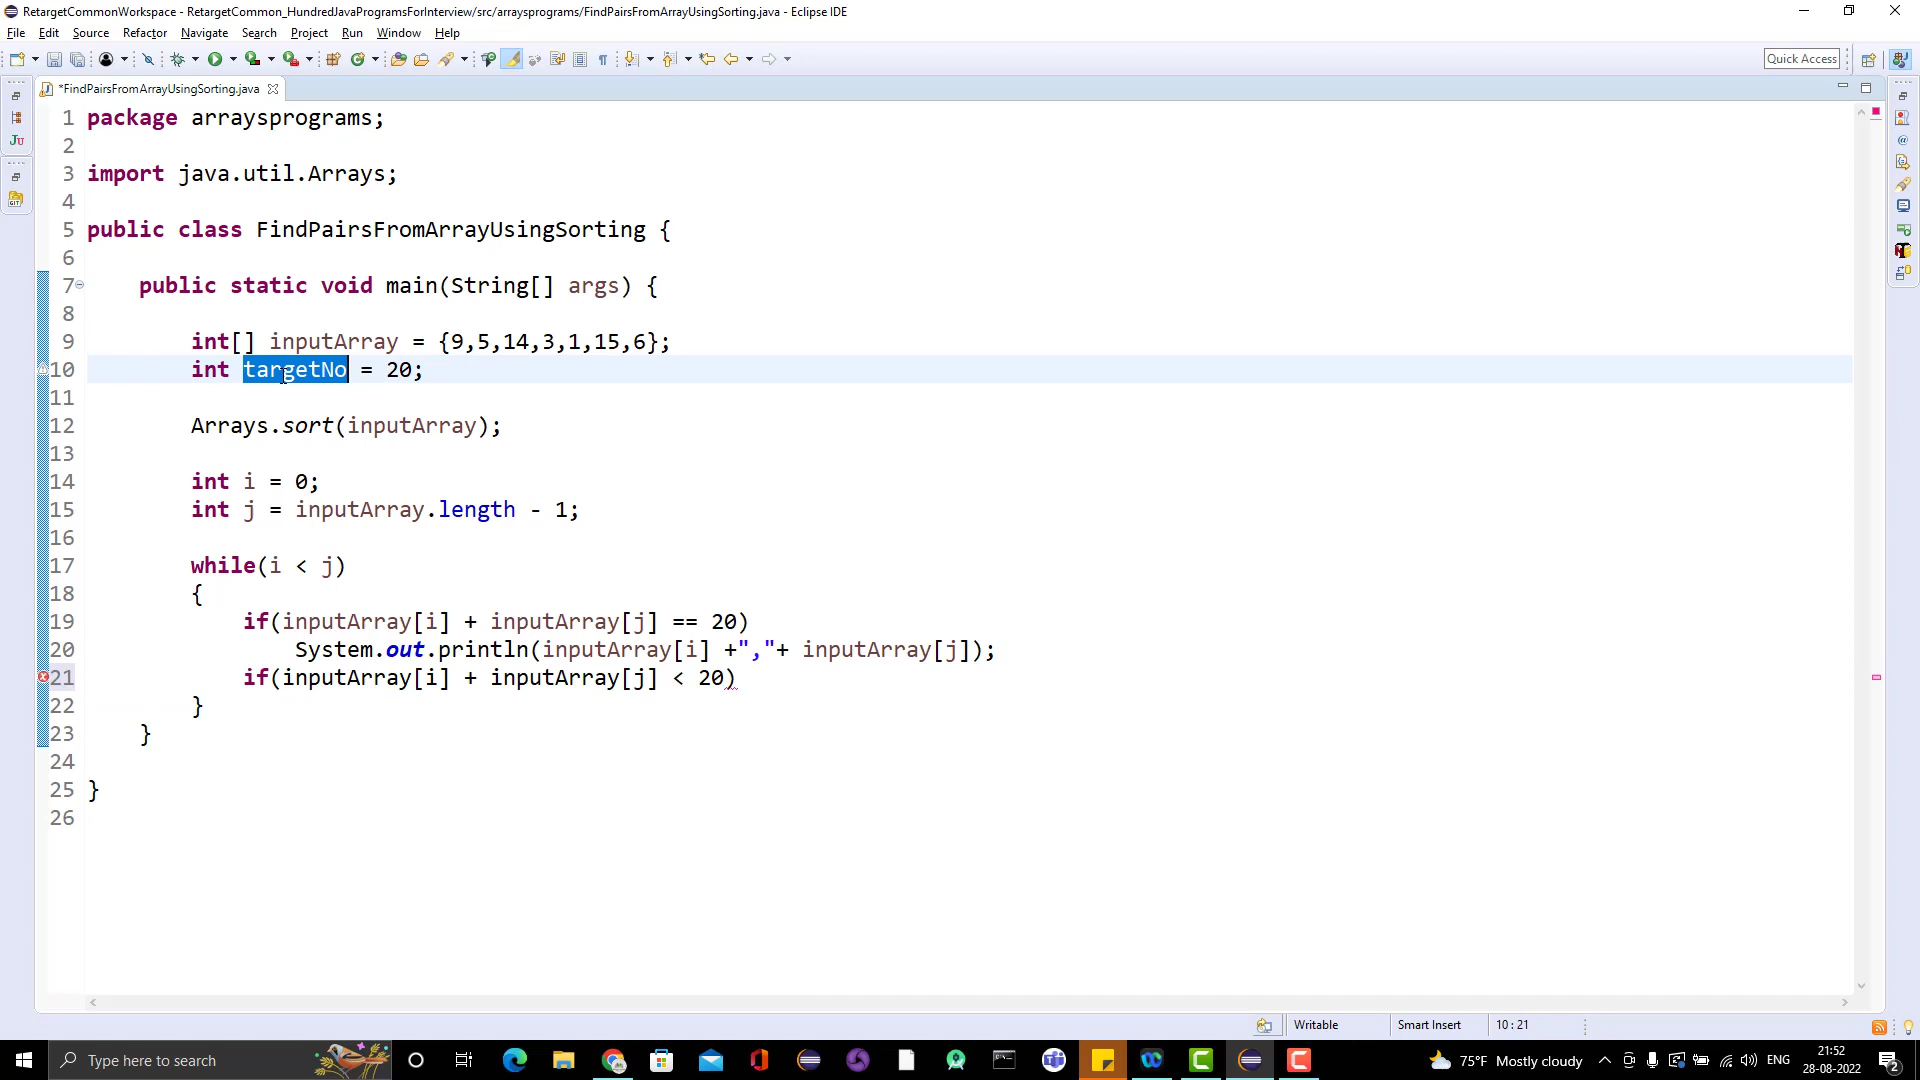 RetargetCommonWorkspace - RetargetCommon_HundredJavaProgramsForInterview/src/arraysprograms/FindPairsFromArrayUsingSorting.java - Eclipse IDE
File Edit Source Refactor Navigate Search Project Run Window Help
Quick Access
*FindPairsFromArrayUsingSorting.java
1 package arraysprograms;
2
3 import java.util.Arrays;
4
5 public class FindPairsFromArrayUsingSorting {
6
7 public static void main(String[] args) {
8
9 int[] inputArray = {9,5,14,3,1,15,6};
10 int targetNo = 20;
11
12 Arrays.sort(inputArray);
13
14 int i = 0;
15 int j = inputArray.length - 1;
16
17 while(i < j)
18 {
19 if(inputArray[i] + inputArray[j] == 20)
20 System.out.println(inputArray[i] +","+ inputArray[j]);
21 if(inputArray[i] + inputArray[j] < 20)
22 }
23 }
24
25 }
26
Writable Smart Insert 10 : 21
Type here to search
75°F Mostly cloudy ENG
21:52
28-08-2022
2